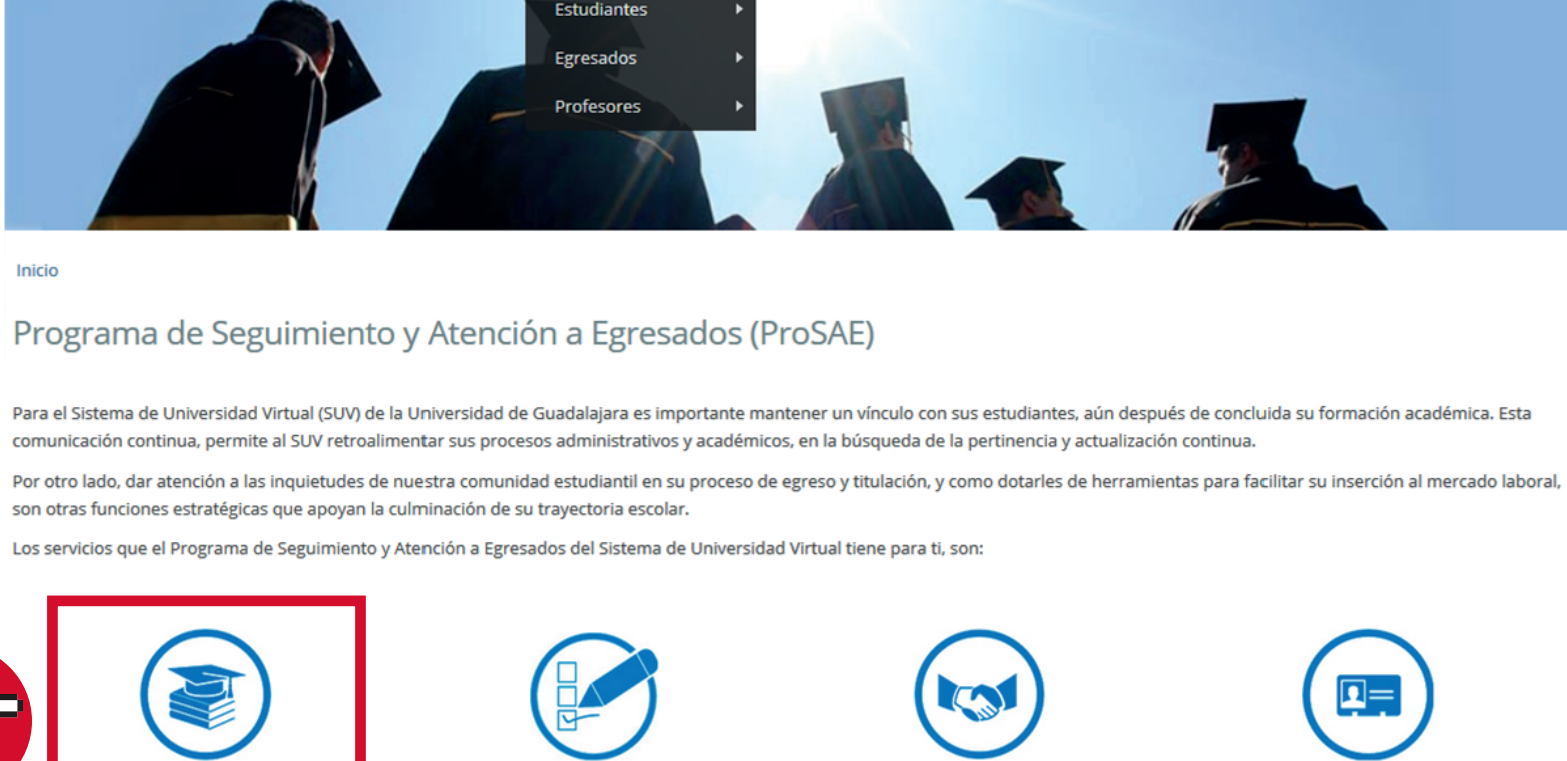 Estudiantes
Egresados
Profesores
Inicio
Programa de Seguimiento y Atención a Egresados (ProSAE)
Para el Sistema de Universidad Virtual (SUV) de la Universidad de Guadalajara es importante mantener un vínculo con sus estudiantes, aún después de concluida su formación académica. Esta
comunicación continua, permite al SUV retroalimentar sus procesos administrativos y académicos, en la búsqueda de la pertinencia y actualización continua.
Por otro lado, dar atención a las inquietudes de nuestra comunidad estudiantil en su proceso de egreso y titulación, y como dotarles de herramientas para facilitar su inserción al mercado laboral,
son otras funciones estratégicas que apoyan la culminación de su trayectoria escolar.
Los servicios que el Programa de Seguimiento y Atención a Egresados del Sistema de Universidad Virtual tiene para ti, son: